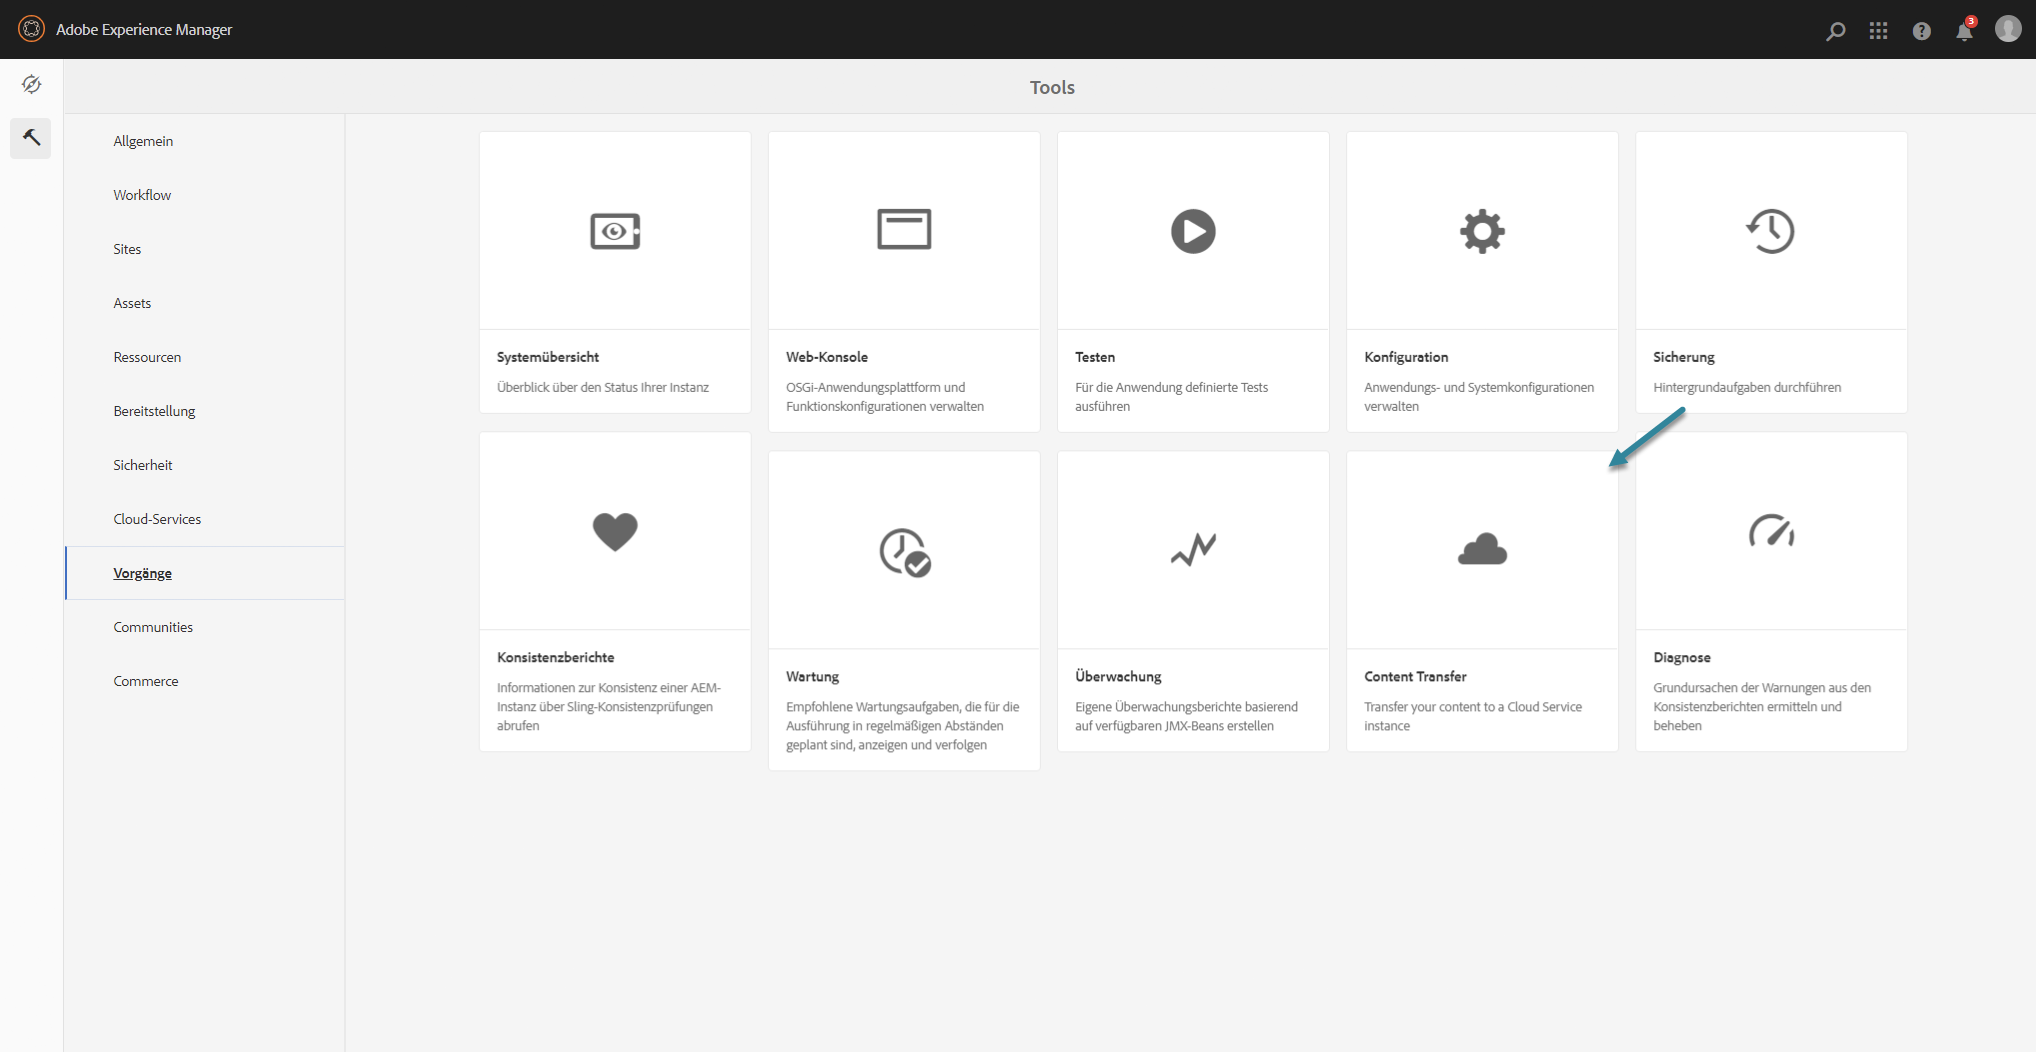 Adobe Experience Manager
3
Tools
Allgemein
Workflow
Sites
Assets
Ressourcen
Bereitstellung
Sicherheit
Cloud-Services
Vorgänge
Communities
Commerce
Systemübersicht
Überblick über den Status Ihrer Instanz
Web-Konsole
OSGi-Anwendungsplattform und
Funktionskonfigurationen verwalten
Testen
Für die Anwendung definierte Tests
ausführen
Konfiguration
Anwendungs- und Systemkonfigurationen
verwalten
Sicherung
Hintergrundaufgaben durchführen
Konsistenzberichte
Informationen zur Konsistenz einer AEM-
Instanz über Sling-Konsistenzprüfungen
abrufen
Wartung
Empfohlene Wartungsaufgaben, die für die
Ausführung in regelmäßigen Abständen
geplant sind, anzeigen und verfolgen
Überwachung
Eigene Überwachungsberichte basierend
auf verfügbaren JMX-Beans erstellen
Content Transfer
Transfer your content to a Cloud Service
instance
Diagnose
Grundursachen der Warnungen aus den
Konsistenzberichten ermitteln und
beheben